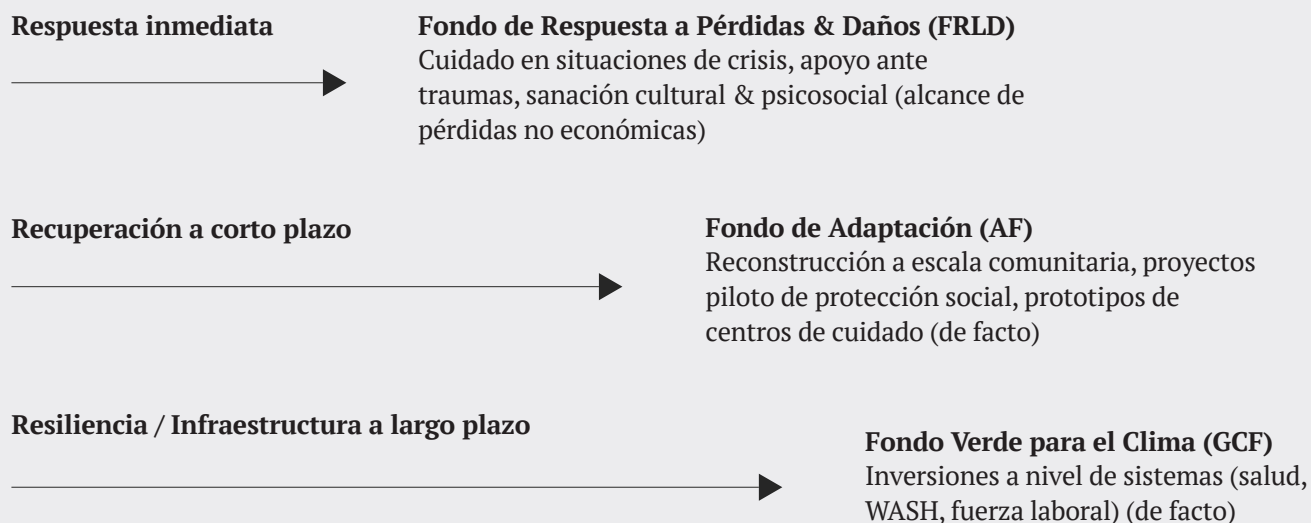 Respuesta inmediata
Fondo de Respuesta a Pérdidas & Daños (FRLD)
Cuidado en situaciones de crisis, apoyo ante
traumas, sanación cultural & psicosocial (alcance de
pérdidas no económicas)
Recuperación a corto plazo
Fondo de Adaptación (AF)
Reconstrucción a escala comunitaria, proyectos
piloto de protección social, prototipos de
centros de cuidado (de facto)
Resiliencia / Infraestructura a largo plazo
Fondo Verde para el Clima (GCF)
Inversiones a nivel de sistemas (salud,
WASH, fuerza laboral) (de facto)